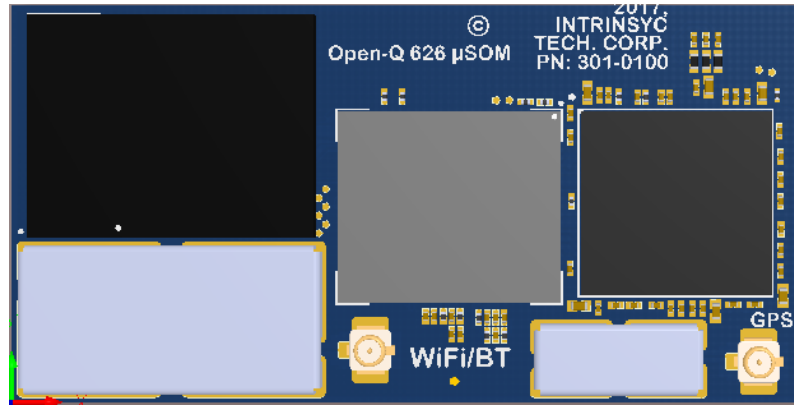 ©
Open-Q 626 µSOM
2017,
INTRINSYC
TECH. CORP.
PN: 301-0100
GPS
WiFi/BT